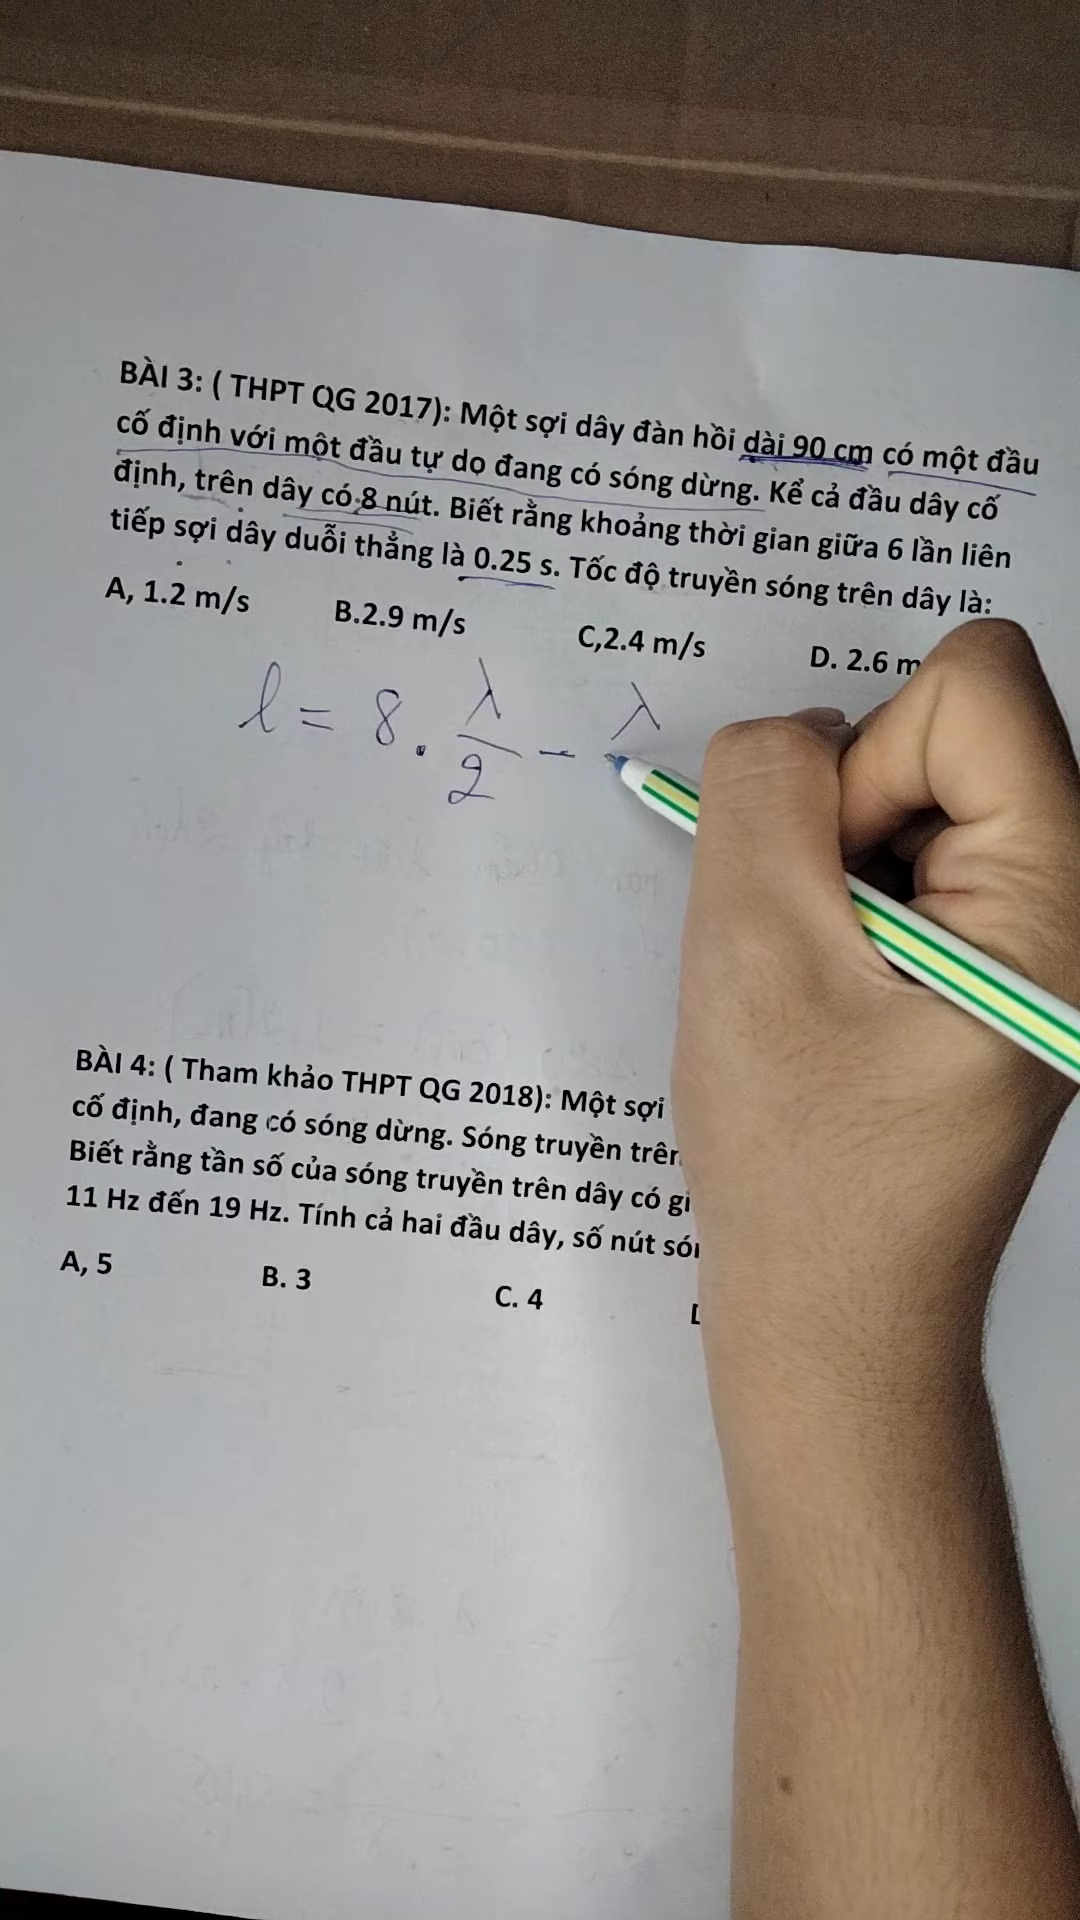 BÀI 3: ( THPT QG 2017): Một sợi dây đàn hồi dài 90 cm có một đầu
cố định với một đầu tự dọ đang có sóng dừng. Kể cả đầu dây cố
định, trên dây có 8 nút. Biết rằng khoảng thời gian giữa 6 lần liên
tiếp sợi dây duỗi thẳng là 0.25 s. Tốc độ truyền sóng trên dây là:
A, 1.2 m/s B.2.9 m/s C,2.4 m/s D. 2.6 m
l = 8 . λ/2 - λ
BÀI 4: ( Tham khảo THPT QG 2018): Một sợi
cố định, đang có sóng dừng. Sóng truyền trên
Biết rằng tần số của sóng truyền trên dây có
11 Hz đến 19 Hz. Tính cả hai đầu dây, số nút
A, 5 B. 3 C. 4